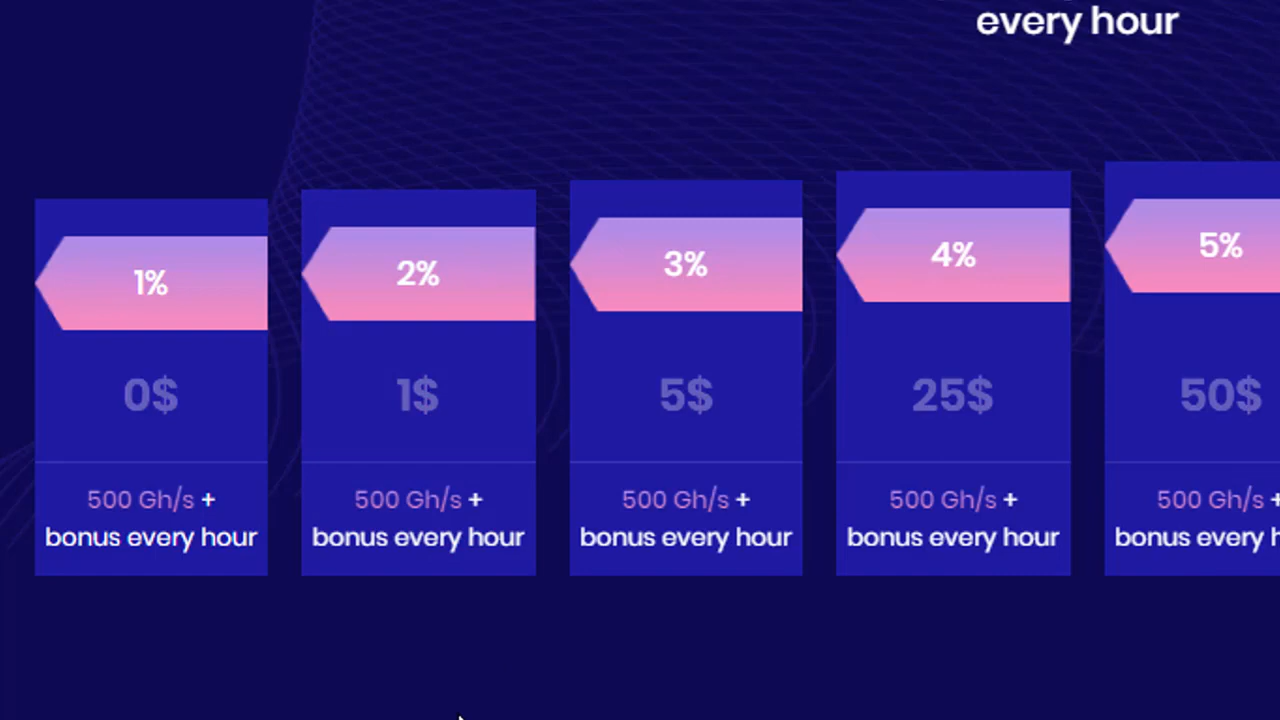 every hour
1%
0$
500 Gh/s +
bonus every hour
2%
1$
500 Gh/s +
bonus every hour
3%
5$
500 Gh/s +
bonus every hour
4%
25$
500 Gh/s +
bonus every hour
5%
50$
500 Gh/s +
bonus every